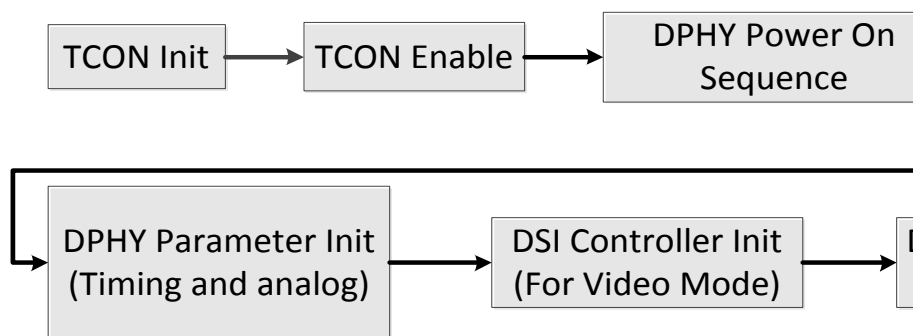 TCON Init
TCON Enable
DPHY Power On
Sequence
DPHY Parameter Init
(Timing and analog)
DSI Controller Init
(For Video Mode)